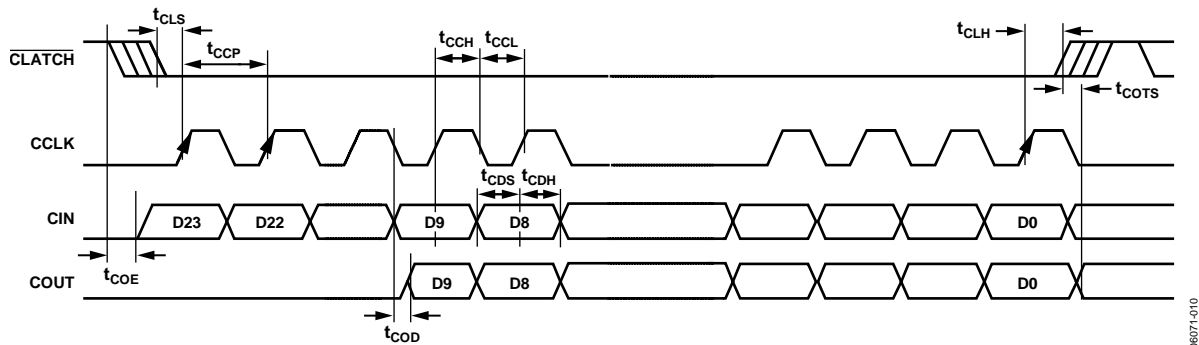 tCLS
tCCP
tCCH
tCCL
tCLH
CLATCH
tCOTS
CCLK
tCDS
tCDH
CIN
D23
D22
D9
D8
D0
tCOE
COUT
D9
D8
D0
tCOD
06071-010